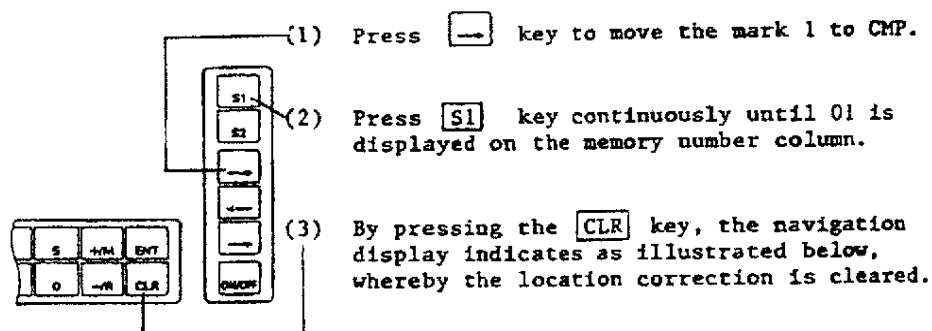 (1) Press → key to move the mark 1 to CMP.
S1
(2) Press S1 key continuously until 01 is
displayed on the memory number column.
S2
→
←
→
(3) By pressing the CLR key, the navigation
display indicates as illustrated below,
whereby the location correction is cleared.
5 +/M ENT
0 −/R CLR
ON/OFF